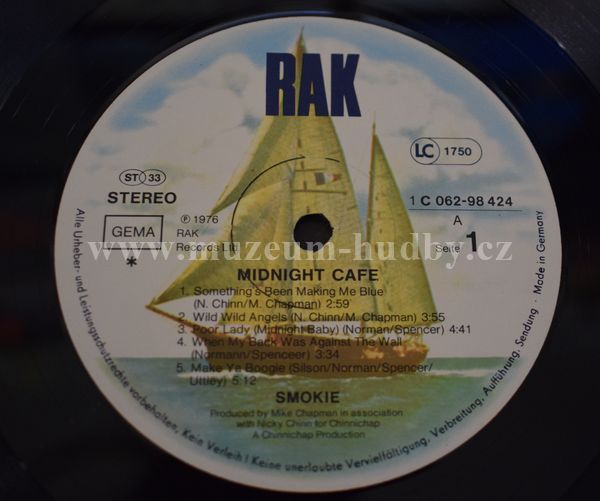 RAK
LC 1750
ST 33
STEREO
GEMA
*
℗ 1976
RAK
Records Ltd.
1 C 062-98 424
A
Seite 1
www.muzeum-hudby.cz
MIDNIGHT CAFE
1. Something's Been Making Me Blue
(N. Chinn/M. Chapman) 2:59
2. Wild Wild Angels (N. Chinn/M. Chapman) 3:55
3. Poor Lady (Midnight Baby) (Norman/Spencer) 4:41
4. When My Back Was Against The Wall
(Normann/Spenceer) 3:34
5. Make Ye Boogie (Silson/Norman/Spencer/
Uttley) 5:12
SMOKIE
Produced by Mike Chapman in association
with Nicky Chinn for Chinnichap
A Chinnichap Production
Alle Urheber- und Leistungsschutzrechte vorbehalten. Kein Verleih! Keine unerlaubte Vervielfältigung, Verbreitung, Aufführung, Sendung · Made in Germany